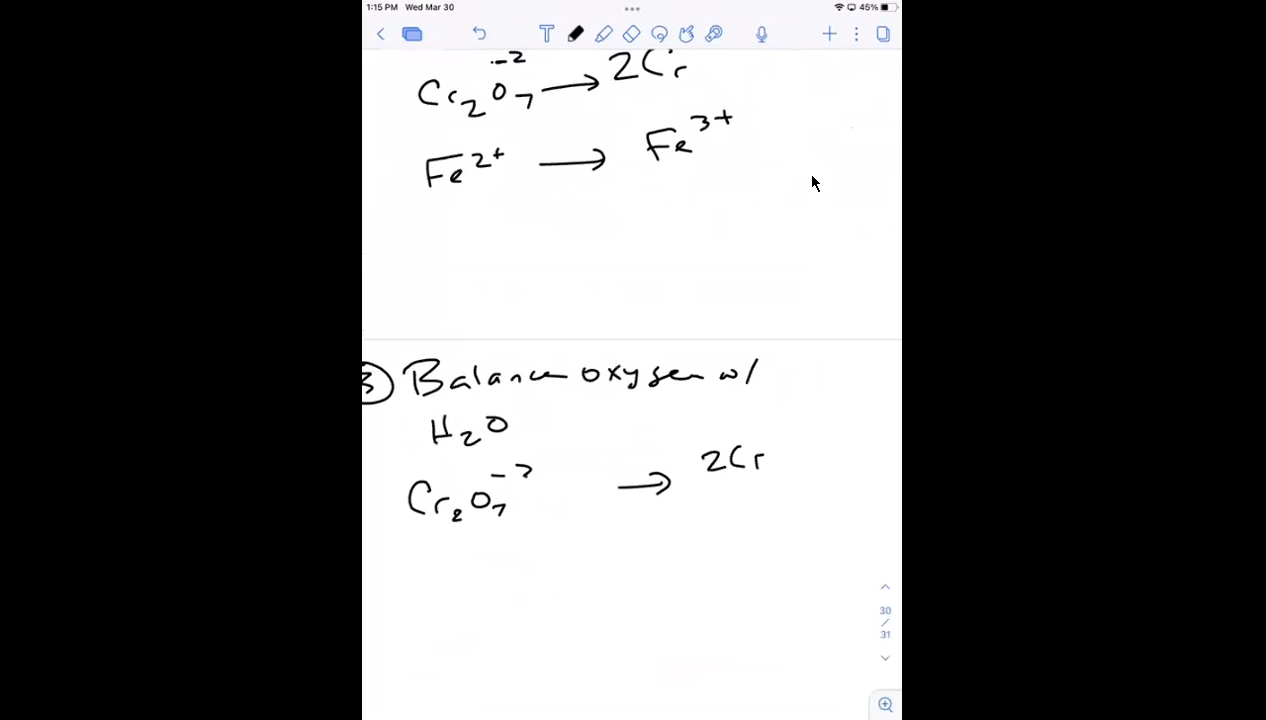 1:15 PM Wed Mar 30
45%
Cr₂O₇⁻² → 2Cr
Fe²⁺ → Fe³⁺
③ Balance oxygen w/
H₂O
Cr₂O₇⁻² → 2Cr
30
/
31